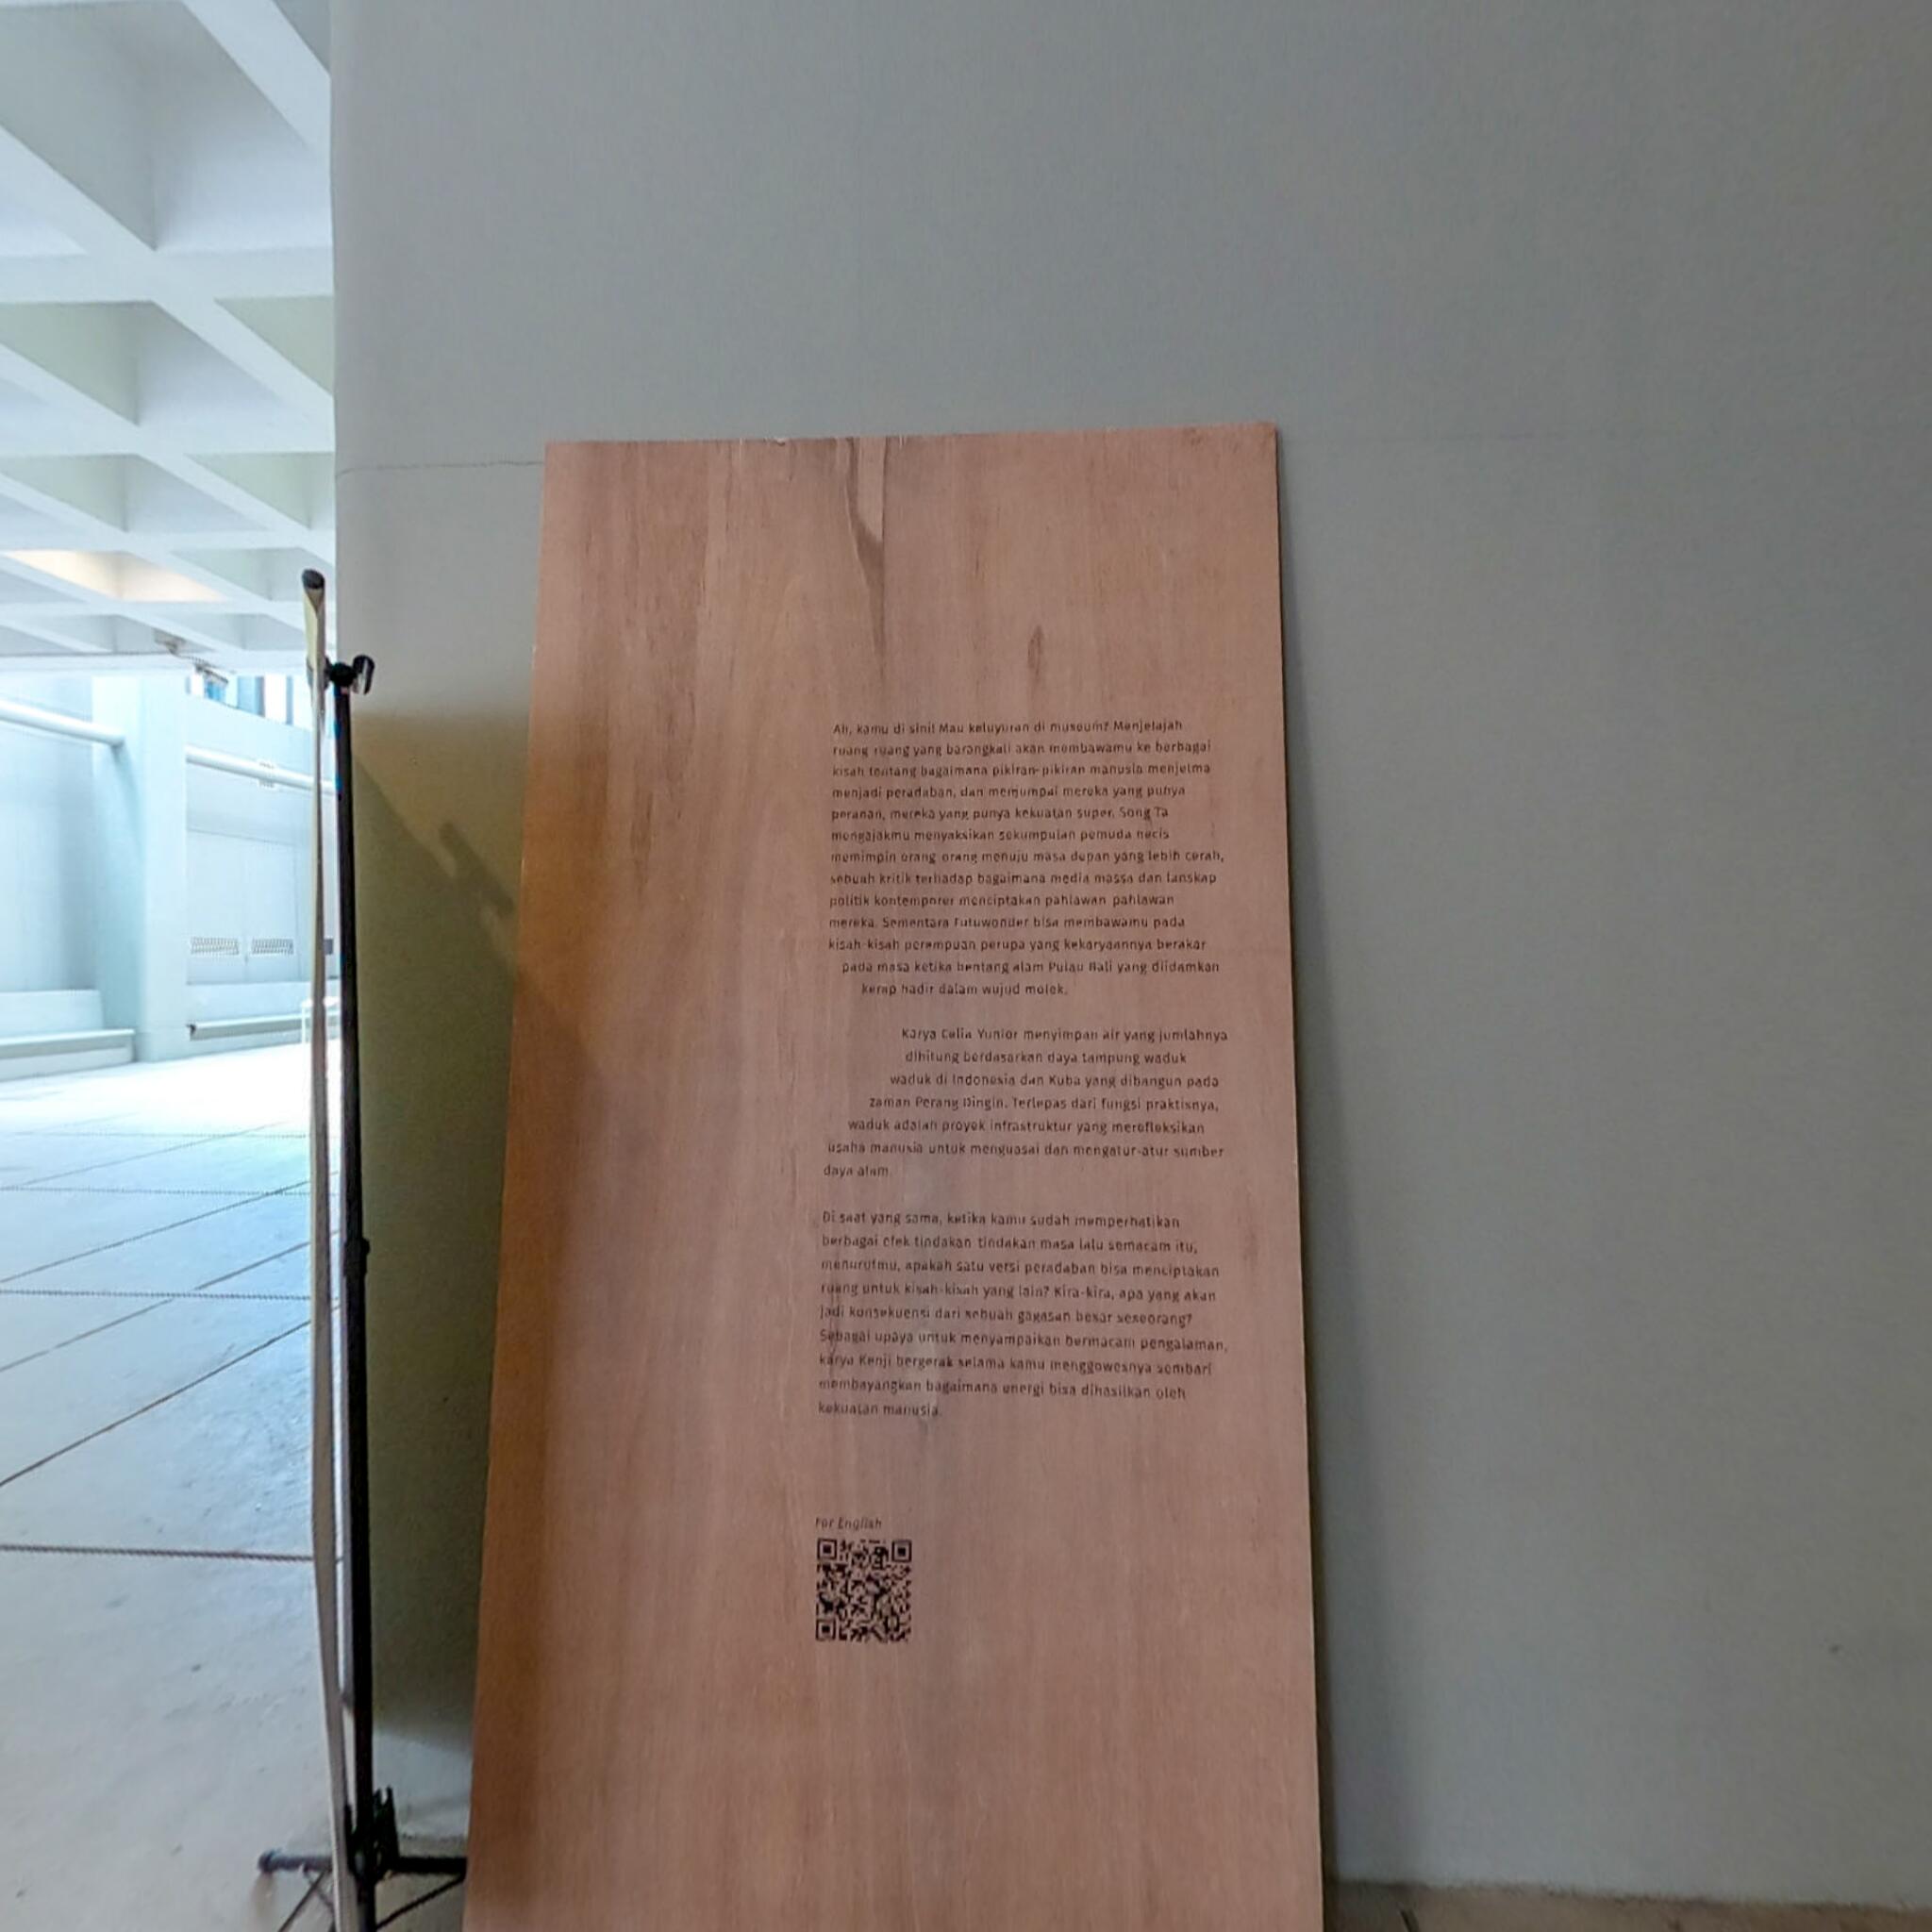 Ah, kamu di sini! Mau keluyuran di museum? Menjelajah
ruang-ruang yang barangkali akan membawamu ke berbagai
kisah tentang bagaimana pikiran-pikiran manusia menjelma
menjadi peradaban, dan menjumpai mereka yang punya
peranan, mereka yang punya kekuatan super. Song Ta
mengajakmu menyaksikan sekumpulan pemuda necis
memimpin orang-orang menuju masa depan yang lebih cerah,
sebuah kritik terhadap bagaimana media massa dan lanskap
politik kontemporer menciptakan pahlawan-pahlawan
mereka. Sementara Futuwonder bisa membawamu pada
kisah-kisah perempuan perupa yang kekaryaannya berakar
pada masa ketika bentang alam Pulau Bali yang diidamkan
kerap hadir dalam wujud molek.
Karya Celia-Yunior menyimpan air yang jumlahnya
dihitung berdasarkan daya tampung waduk-
waduk di Indonesia dan Kuba yang dibangun pada
zaman Perang Dingin. Terlepas dari fungsi praktisnya,
waduk adalah proyek infrastruktur yang merefleksikan
usaha manusia untuk menguasai dan mengatur-atur sumber
daya alam.
Di saat yang sama, ketika kamu sudah memperhatikan
berbagai efek tindakan-tindakan masa lalu semacam itu,
menurutmu, apakah satu versi peradaban bisa menciptakan
ruang untuk kisah-kisah yang lain? Kira-kira, apa yang akan
jadi konsekuensi dari sebuah gagasan besar seseorang?
Sebagai upaya untuk menyampaikan bermacam pengalaman,
karya Kenji bergerak selama kamu menggowesnya sembari
membayangkan bagaimana energi bisa dihasilkan oleh
kekuatan manusia.
For English